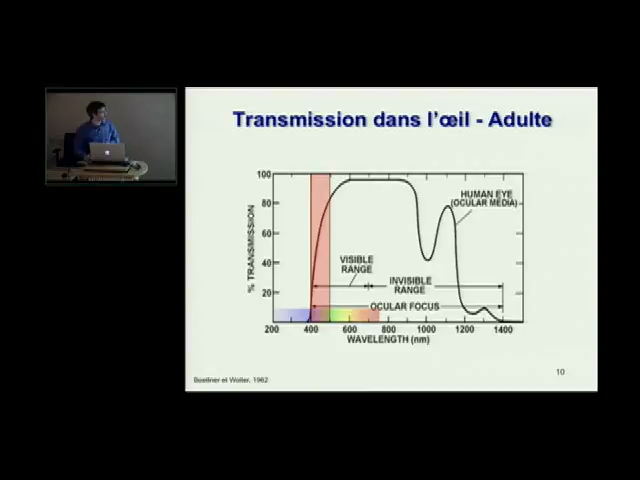 Transmission dans l'œil - Adulte
100
80
60
40
20
% TRANSMISSION
HUMAN EYE
(OCULAR MEDIA)
VISIBLE
RANGE
INVISIBLE
RANGE
OCULAR FOCUS
200 400 600 800 1000 1200 1400
WAVELENGTH (nm)
10
Boettner et Wolter, 1962